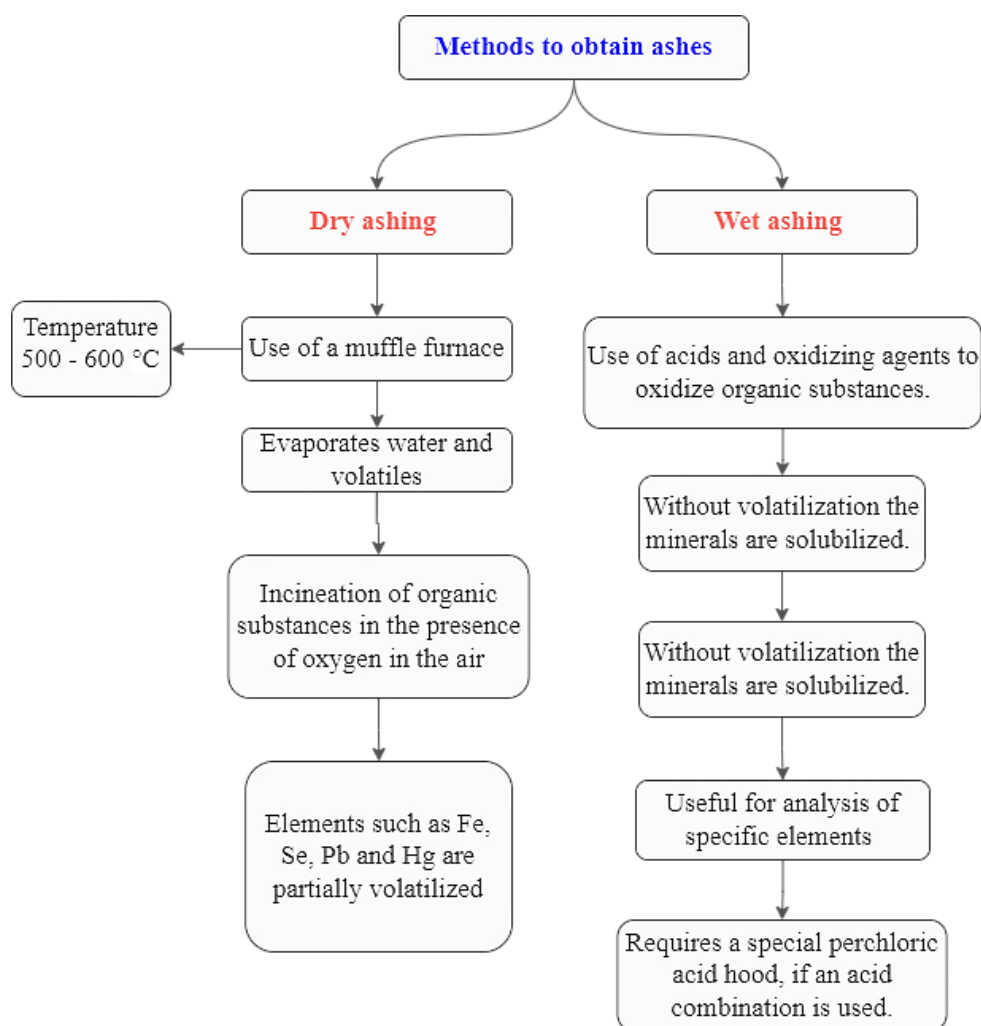 Methods to obtain ashes
Dry ashing
Temperature
500 - 600 °C
Use of a muffle furnace
Evaporates water and
volatiles
Incineation of organic
substances in the presence
of oxygen in the air
Elements such as Fe,
Se, Pb and Hg are
partially volatilized
Wet ashing
Use of acids and oxidizing agents to
oxidize organic substances.
Without volatilization the
minerals are solubilized.
Without volatilization the
minerals are solubilized.
Useful for analysis of
specific elements
Requires a special perchloric
acid hood, if an acid
combination is used.